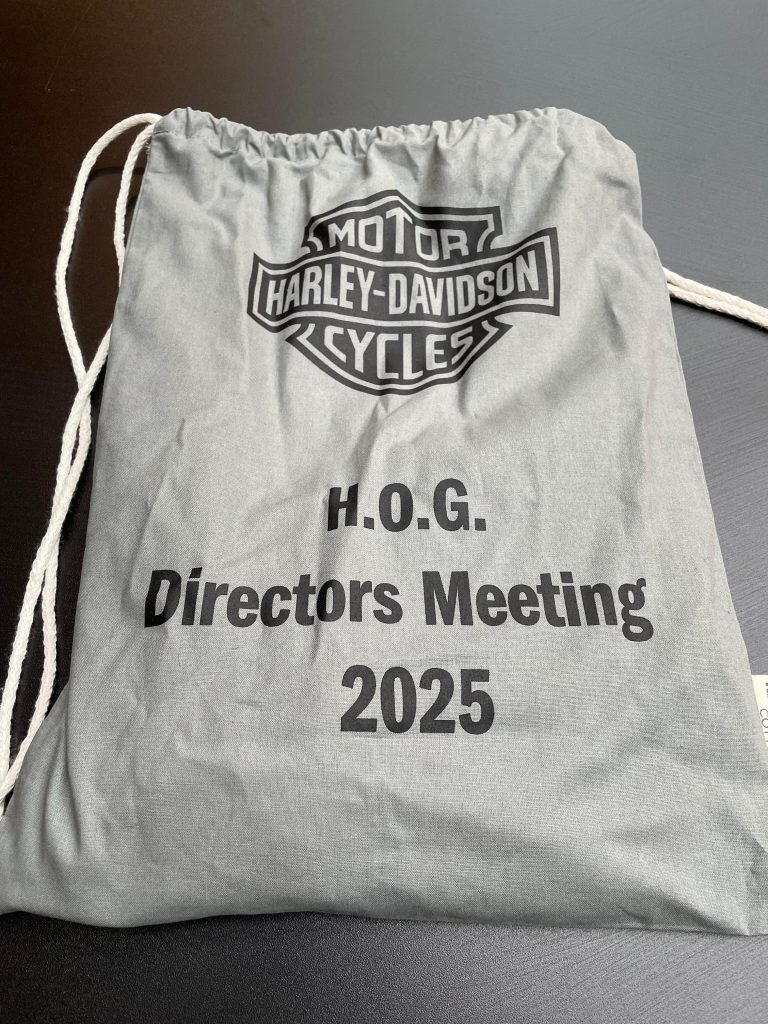 MOTOR
HARLEY-DAVIDSON
CYCLES
H.O.G.
Directors Meeting
2025